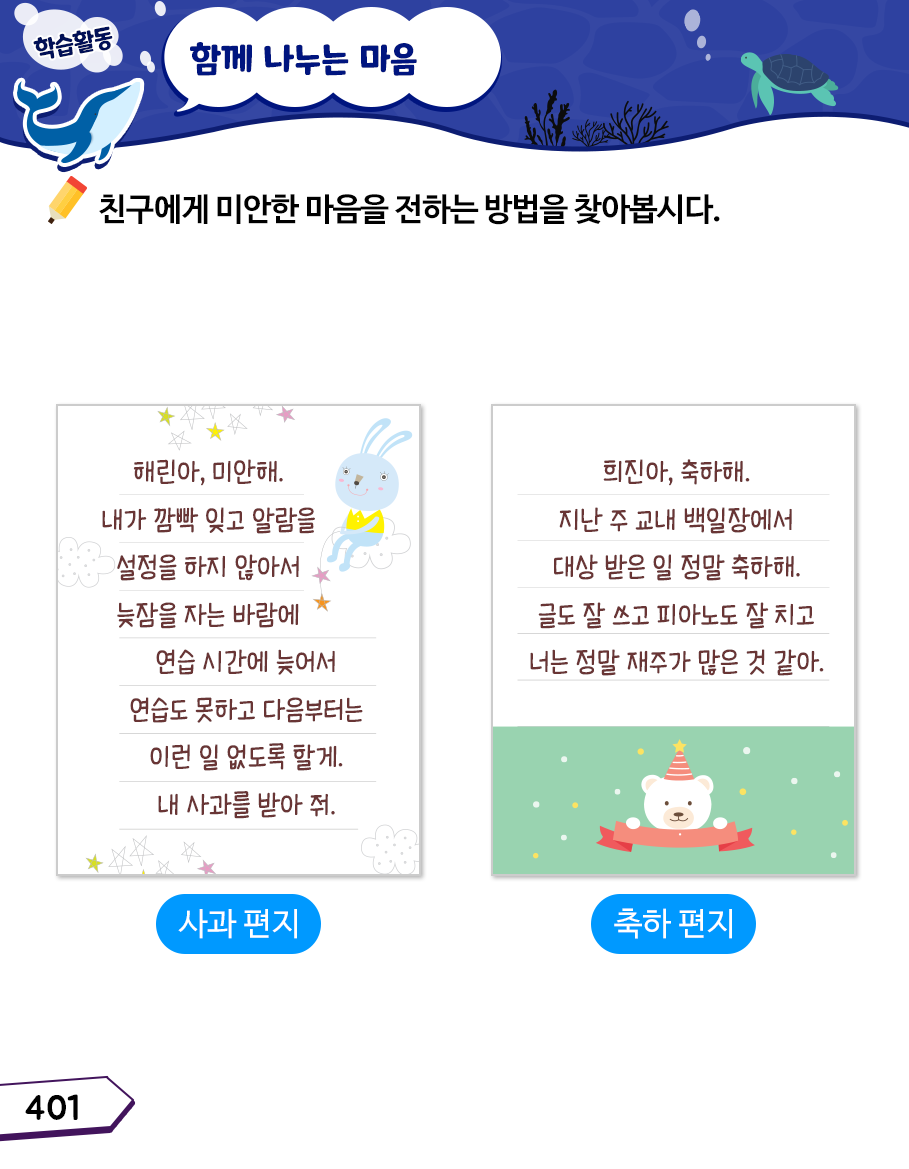 학습활동
함께 나누는 마음
친구에게 미안한 마음을 전하는 방법을 찾아봅시다.
해린아, 미안해.
내가 깜빡 잊고 알람을
설정을 하지 않아서
늦잠을 자는 바람에
연습 시간에 늦어서
연습도 못하고 다음부터는
이런 일 없도록 할게.
내 사과를 받아 줘.
사과 편지
희진아, 축하해.
지난 주 교내 백일장에서
대상 받은 일 정말 축하해.
글도 잘 쓰고 피아노도 잘 치고
너는 정말 재주가 많은 것 같아.
축하 편지
401